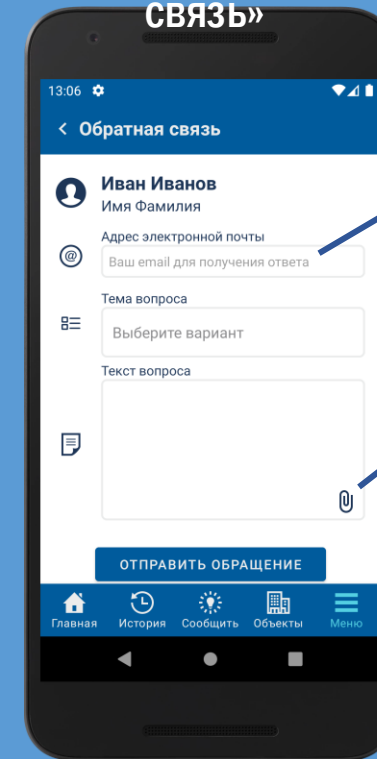 СВЯЗЬ»
13:06
< Обратная связь
Иван Иванов
Имя Фамилия
Адрес электронной почты
@ Ваш email для получения ответа
Тема вопроса
Выберите вариант
Текст вопроса
ОТПРАВИТЬ ОБРАЩЕНИЕ
Главная История Сообщить Объекты Меню